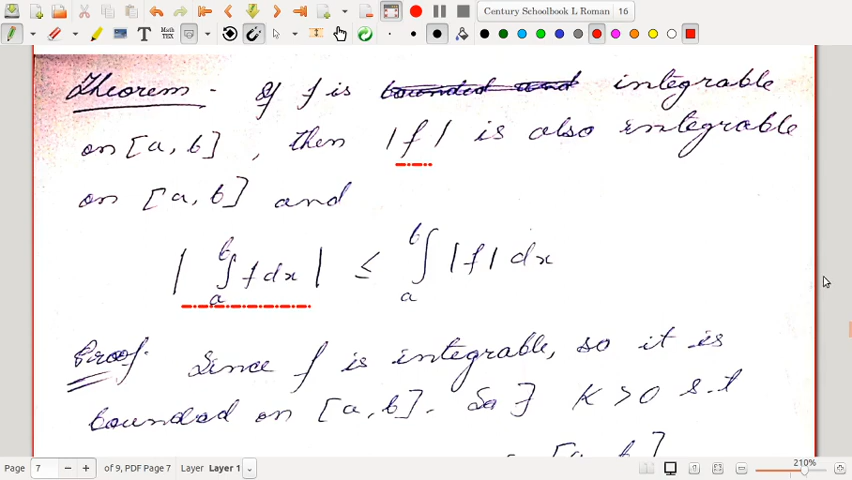 Century Schoolbook L Roman 16
T Math TEX
Theorem - If f is bounded and integrable
on [a, b], then |f| is also integrable
on [a, b] and
| ∫_a^b f dx | ≤ ∫_a^b |f| dx
Proof. Since f is integrable, so it is
bounded on [a, b]. So ∃ K > 0 s.t
[a, b]
Page 7 of 9, PDF Page 7 Layer Layer 1 210%